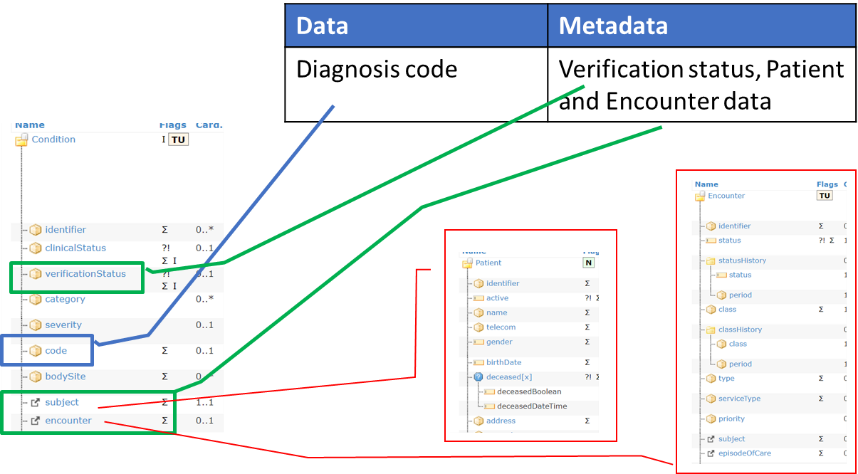 Data Metadata
Diagnosis code Verification status, Patient
and Encounter data
Name Flags Card.
Condition I TU
identifier Σ 0..*
clinicalStatus ?! 0..1
Σ I
verificationStatus ?! 0..1
Σ I
category 0..*
severity 0..1
code Σ 0..1
bodySite Σ
subject Σ 1..1
encounter Σ 0..1
Patient N
identifier Σ
active ?! Σ
name Σ
telecom Σ
gender Σ
birthDate Σ
deceased[x] ?! Σ
deceasedBoolean
deceasedDateTime
address Σ
Name Flags
Encounter TU
identifier Σ
status ?! Σ
statusHistory
status
period
class Σ
classHistory
class
period
type Σ
serviceType Σ
priority
subject Σ
episodeOfCare Σ